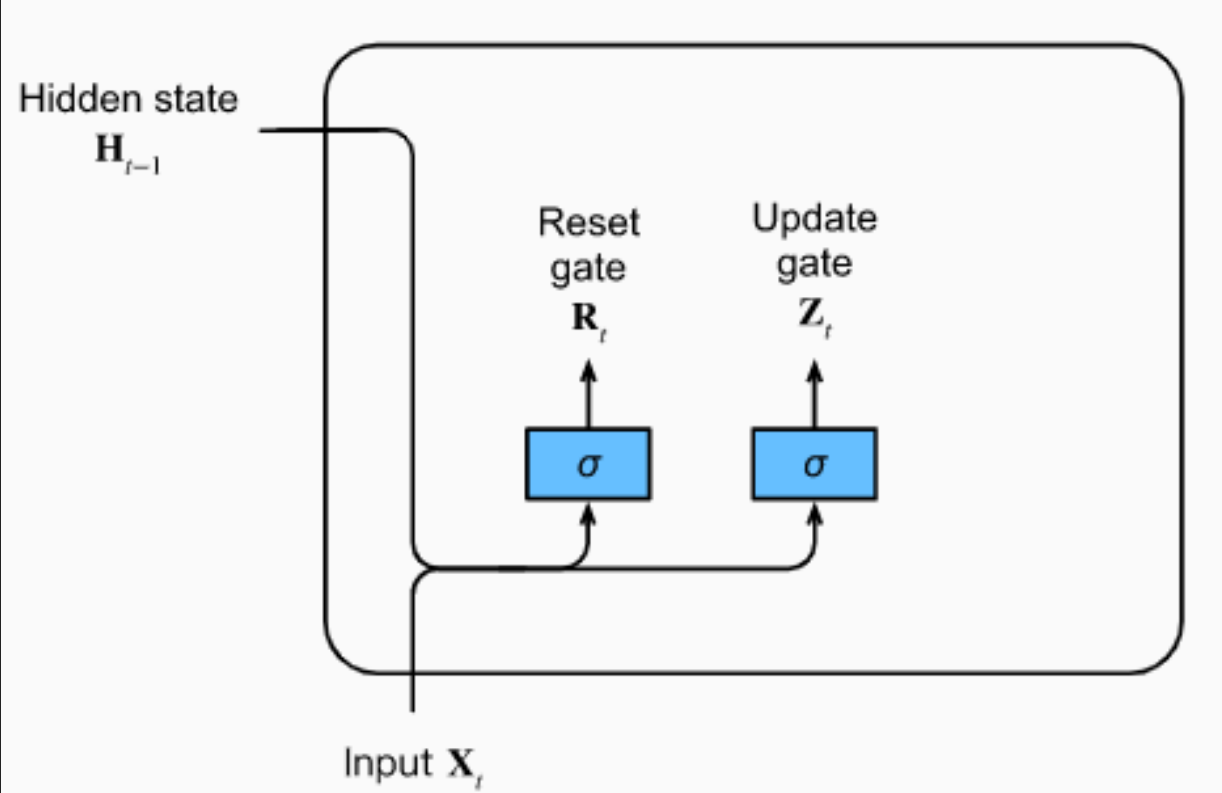 Hidden state
H_{t-1}
Reset
gate
R_t
Update
gate
Z_t
σ
σ
Input X_t